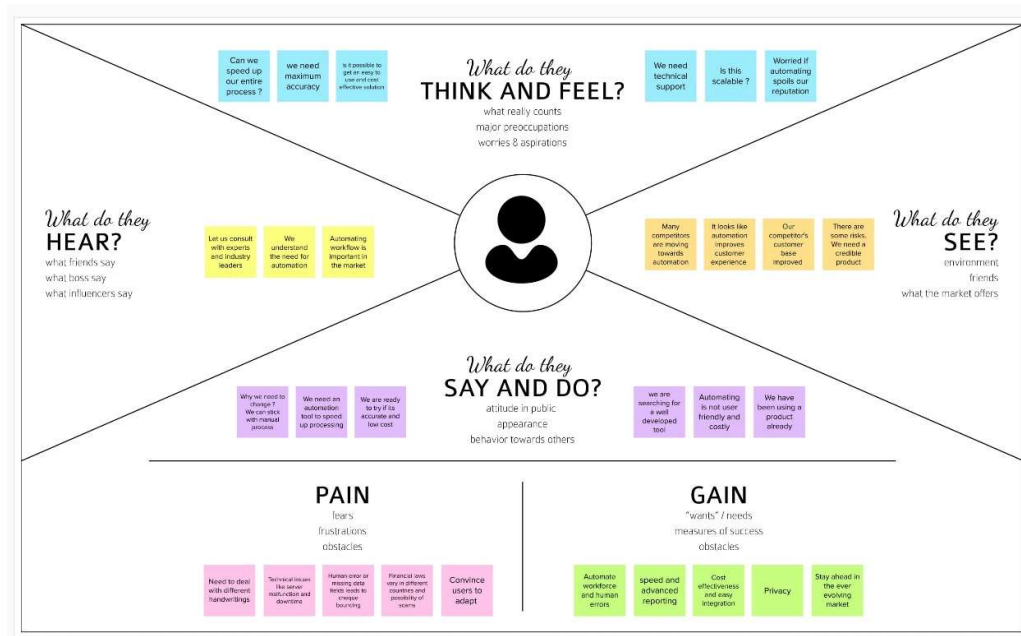 Can we
speed up
our entire
process ?
we need
maximum
accuracy
Is it possible to
get an easy to
use and cost
effective solution
What do they
THINK AND FEEL?
what really counts
major preoccupations
worries & aspirations
We need
technical
support
Is this
scalable ?
Worried if
automating
spoils our
reputation
What do they
HEAR?
what friends say
what boss say
what influencers say
Let us consult
with experts
and industry
leaders
We
understand
the need for
automation
Automating
workflow is
important in
the market
Many
competitors
are moving
towards
automation
It looks like
automation
improves
customer
experience
Our
competitor's
customer
base
improved
There are
some risks.
We need a
credible
product
What do they
SEE?
environment
friends
what the market offers
Why we need to
change ?
We can stick
with manual
process
We need an
automation
tool to speed
up processing
We are ready
to try if its
accurate and
low cost
What do they
SAY AND DO?
attitude in public
appearance
behavior towards others
we are
searching for
a well
developed
tool
Automating
is not user
friendly and
costly
We have
been using a
product
already
PAIN
fears
frustrations
obstacles
Need to deal
with different
handwritings
Technical issues
like server
malfunction and
downtime
Human error or
missing data
fields leads to
cheque
bouncing
Financial laws
vary in different
countries and
possibility of
scams
Convince
users to
adapt
GAIN
"wants" / needs
measures of success
obstacles
Automate
workforce
and human
errors
speed and
advanced
reporting
Cost
effectiveness
and easy
integration
Privacy
Stay ahead in
the ever
evolving
market